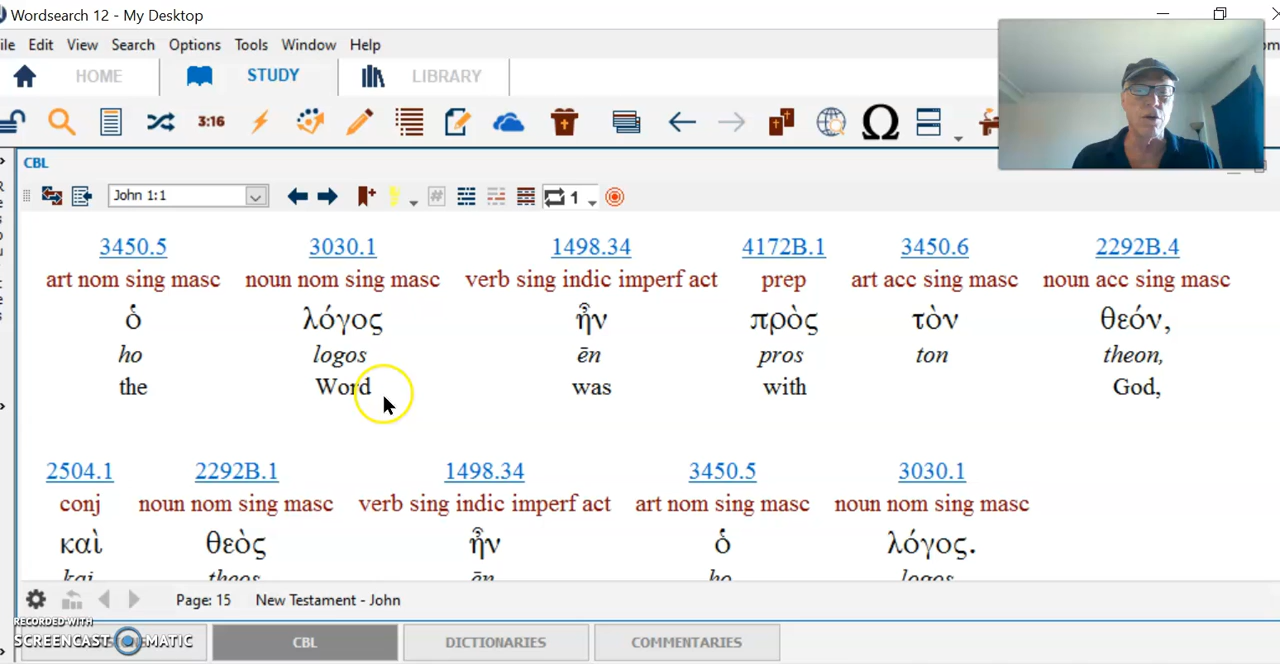 Wordsearch 12 - My Desktop
ile Edit View Search Options Tools Window Help
HOME STUDY LIBRARY
3:16 Ω
CBL
John 1:1 # 1
3450.5 3030.1 1498.34 4172B.1 3450.6 2292B.4
art nom sing masc noun nom sing masc verb sing indic imperf act prep art acc sing masc noun acc sing masc
ὁ λόγος ἦν πρὸς τὸν θεόν,
ho logos ēn pros ton theon,
the Word was with God,
2504.1 2292B.1 1498.34 3450.5 3030.1
conj noun nom sing masc verb sing indic imperf act art nom sing masc noun nom sing masc
καὶ θεὸς ἦν ὁ λόγος.
kai theos ēn ho logos
Page: 15 New Testament - John
RECORDED WITH
SCREENCAST MATIC
CBL DICTIONARIES COMMENTARIES